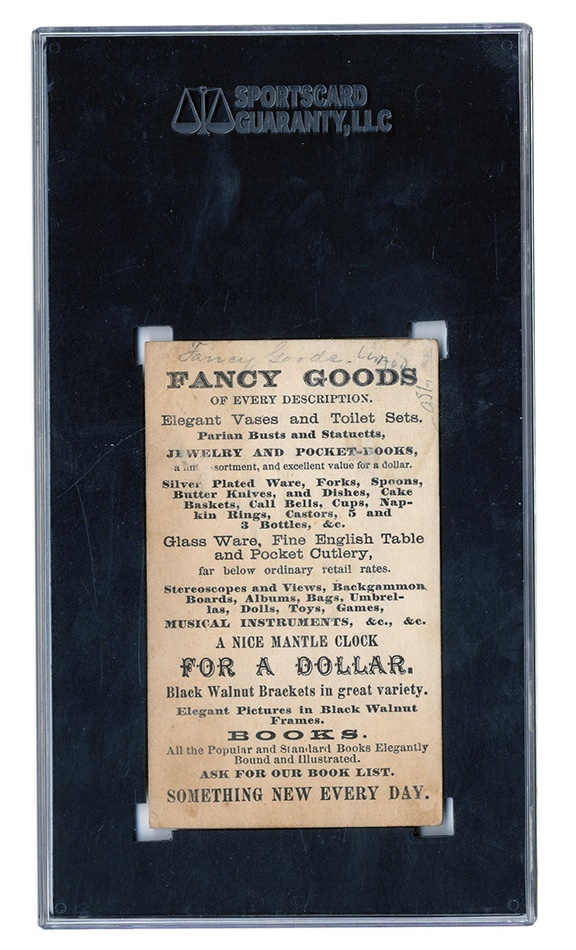 SPORTSCARD
GUARANTY, LLC
Fancy Goods.
FANCY GOODS
OF EVERY DESCRIPTION.
Elegant Vases and Toilet Sets.
Parian Busts and Statuetts,
JEWELRY AND POCKET-BOOKS,
a sortment, and excellent value for a dollar.
Silver Plated Ware, Forks, Spoons,
Butter Knives, and Dishes, Cake
Baskets, Call Bells, Cups, Nap-
kin Rings, Castors, 5 and
3 Bottles, &c.
Glass Ware, Fine English Table
and Pocket Cutlery,
far below ordinary retail rates.
Stereoscopes and Views, Backgammon
Boards, Albums, Bags, Umbrel-
las, Dolls, Toys, Games,
MUSICAL INSTRUMENTS, &c., &c.
A NICE MANTLE CLOCK
FOR A DOLLAR.
Black Walnut Brackets in great variety.
Elegant Pictures in Black Walnut
Frames.
BOOKS.
All the Popular and Standard Books Elegantly
Bound and Illustrated.
ASK FOR OUR BOOK LIST.
SOMETHING NEW EVERY DAY.